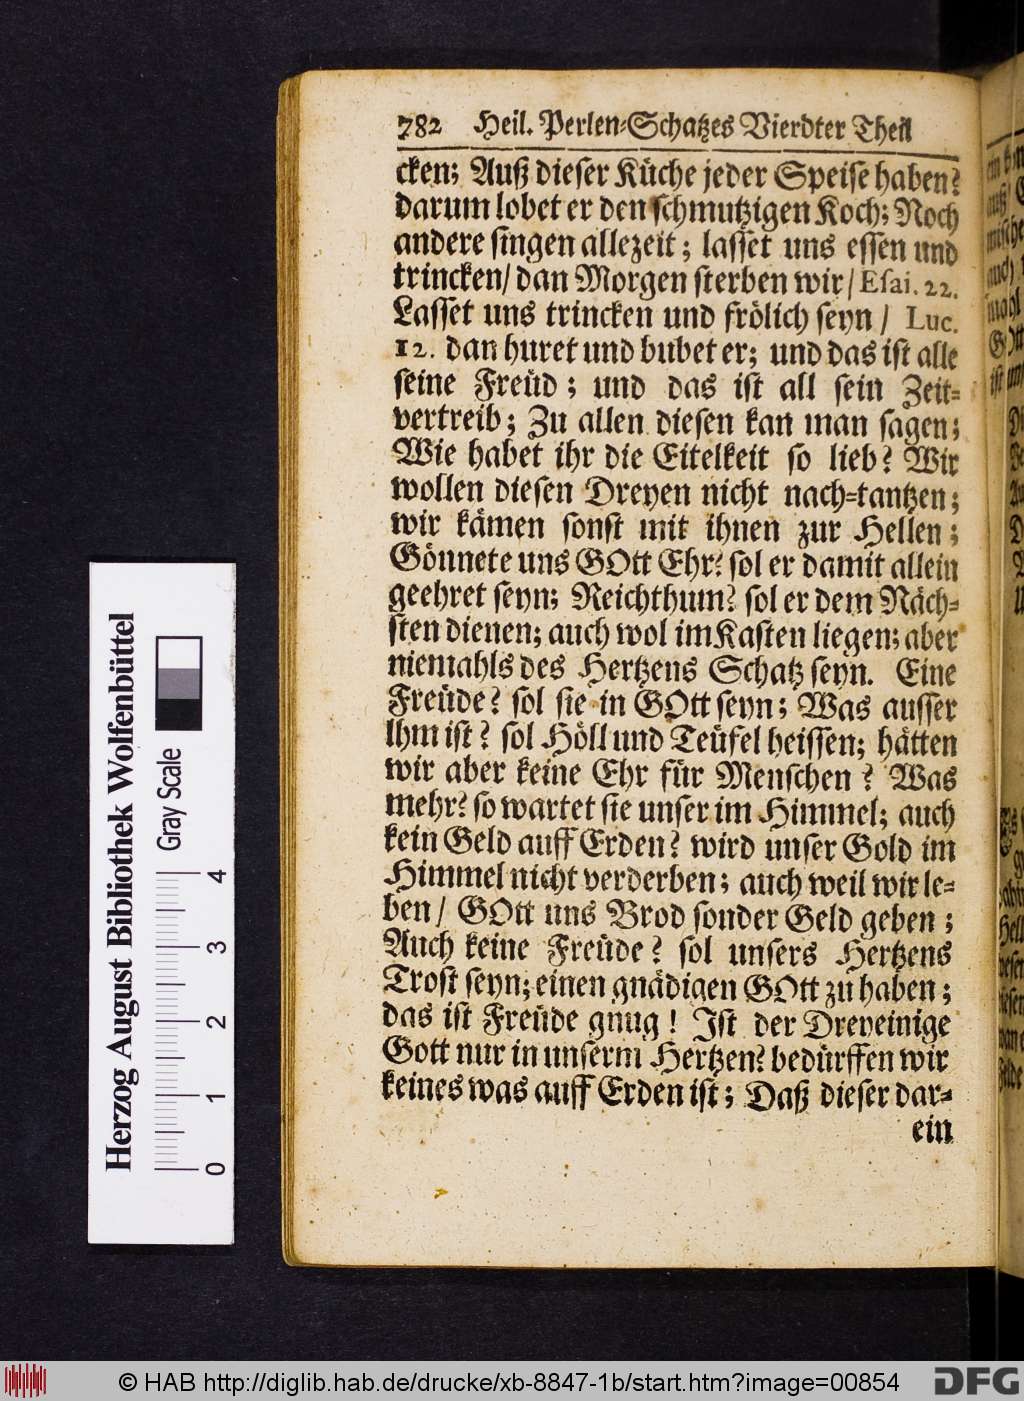 782 Heil. Perlen-Schatzes Vierdter Theil
cken; Auß dieser Küche jeder Speise haben?
darum lobet er den schmutzigen Koch; Noch
andere singen allezeit; lasset uns essen und
trincken/ dan Morgen sterben wir/ Esai. 22.
Lasset uns trincken und frölich seyn/ Luc.
12. dan huret und bubet er; und das ist alle
seine Freüd; und das ist all sein Zeit-
vertreib; Zu allen diesen kan man sagen;
Wie habet ihr die Eitelkeit so lieb? Wir
wollen diesen Dreyen nicht nach-tantzen;
wir kämen sonst mit ihnen zur Hellen;
Gönnete uns GOtt Ehr? sol er damit allein
geehret seyn; Reichthum? sol er dem Näch-
sten dienen; auch wol im Kasten liegen; aber
niemahls des Hertzens Schatz seyn. Eine
Freüde? sol sie in GOtt seyn; Was ausser
Ihm ist? sol Höll und Teüfel heissen; hätten
wir aber keine Ehr für Menschen? Was
mehr? so wartet sie unser im Himmel; auch
kein Geld auff Erden? wird unser Gold im
Himmel nicht verderben; auch weil wir le-
ben/ GOtt uns Brod sonder Geld geben;
Auch keine Freüde? sol unsers Hertzens
Trost seyn; einen gnädigen GOtt zu haben;
das ist Freüde gnug! Ist der Dreyeinige
Gott nur in unserm Hertzen? bedürffen wir
keines was auff Erden ist; Daß dieser dar-
ein
Herzog August Bibliothek Wolfenbüttel
Gray Scale
0 1 2 3 4
© HAB http://diglib.hab.de/drucke/xb-8847-1b/start.htm?image=00854
DFG